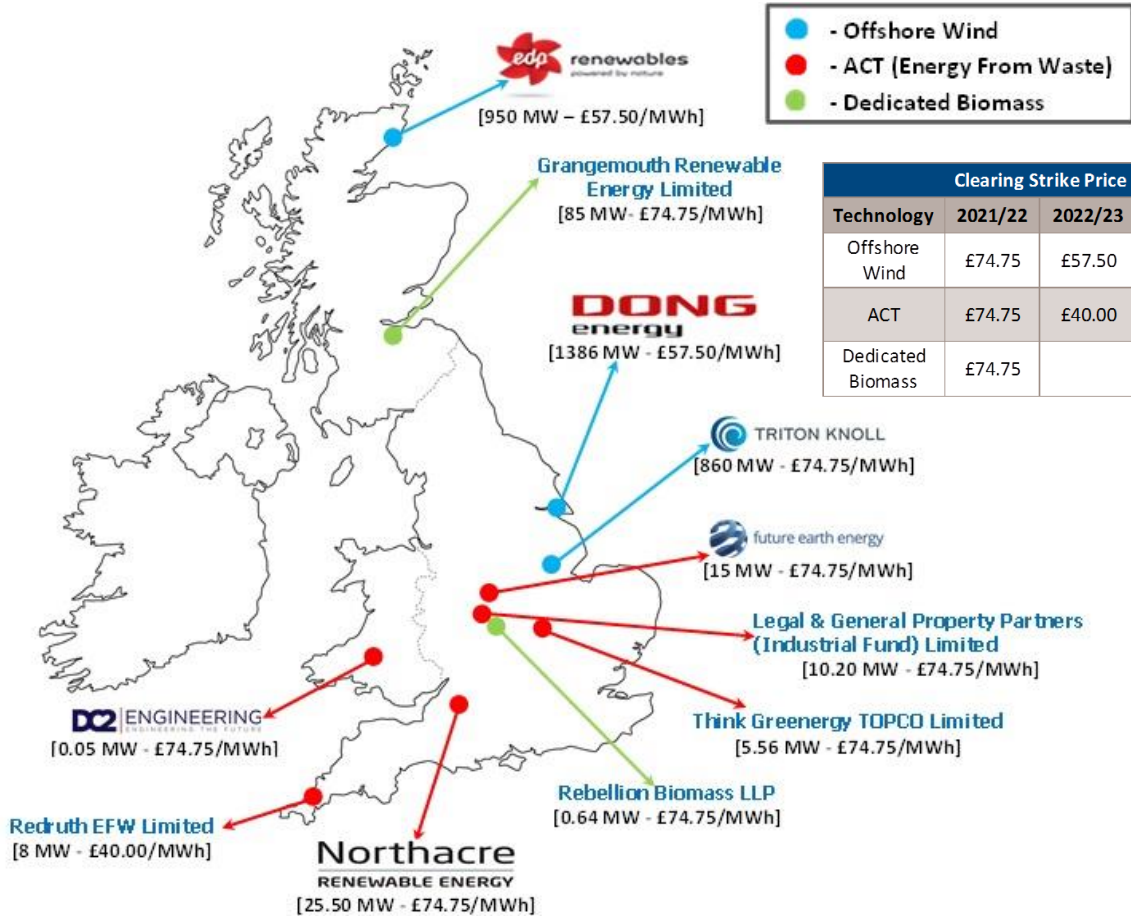 - Offshore Wind
- ACT (Energy From Waste)
- Dedicated Biomass
edp renewables
powered by nature
[950 MW – £57.50/MWh]
Grangemouth Renewable
Energy Limited
[85 MW- £74.75/MWh]
Clearing Strike Price
Technology 2021/22 2022/23
Offshore
Wind £74.75 £57.50
ACT £74.75 £40.00
Dedicated
Biomass £74.75
DONG
energy
[1386 MW - £57.50/MWh]
TRITON KNOLL
[860 MW - £74.75/MWh]
future earth energy
[15 MW - £74.75/MWh]
Legal & General Property Partners
(Industrial Fund) Limited
[10.20 MW - £74.75/MWh]
Think Greenergy TOPCO Limited
[5.56 MW - £74.75/MWh]
DC2 ENGINEERING
ENGINEERING THE FUTURE
[0.05 MW - £74.75/MWh]
Rebellion Biomass LLP
[0.64 MW - £74.75/MWh]
Redruth EFW Limited
[8 MW - £40.00/MWh]
Northacre
RENEWABLE ENERGY
[25.50 MW - £74.75/MWh]